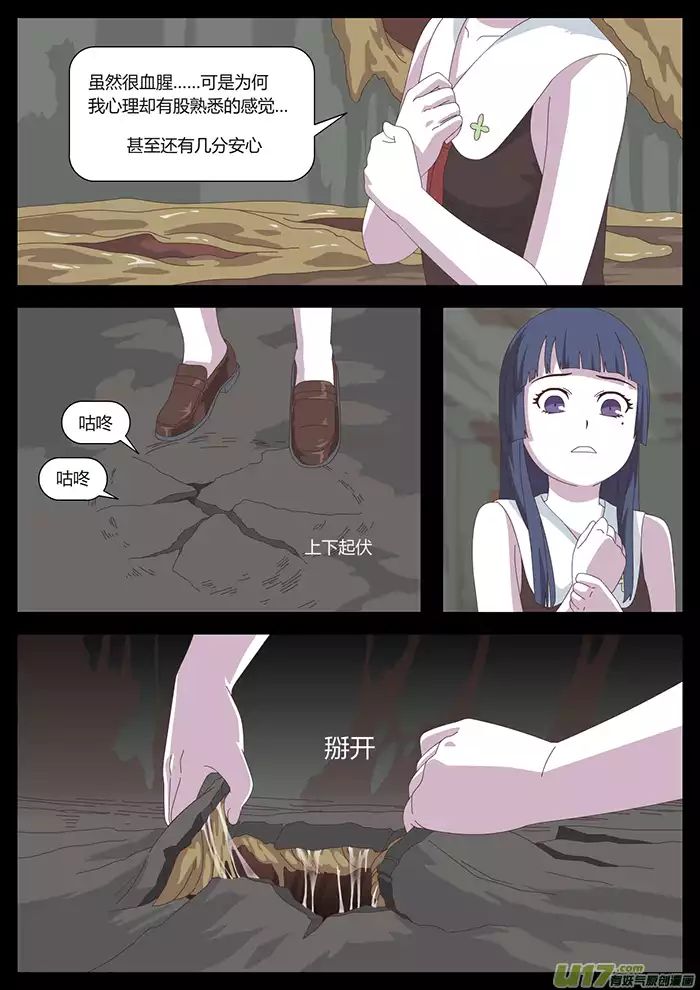 虽然很血腥……可是为何
我心理却有股熟悉的感觉…
甚至还有几分安心
咕咚
咕咚
上下起伏
掰开
U17.com
有妖气原创漫画